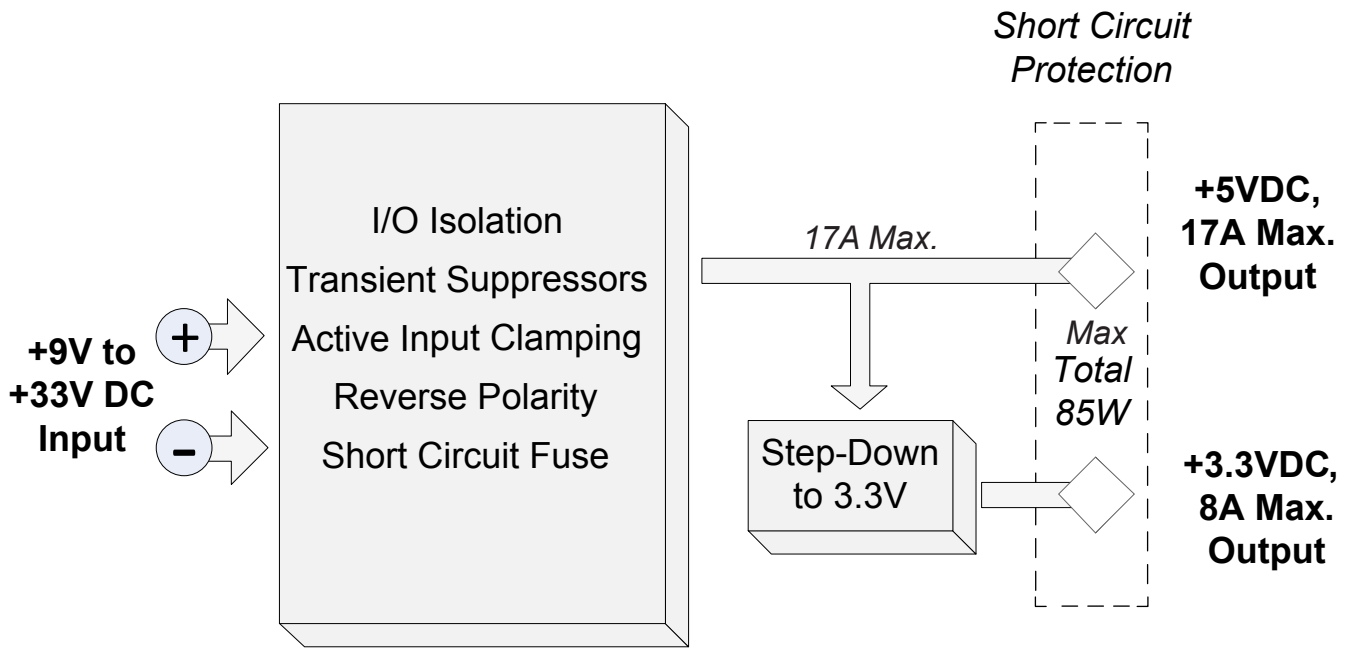 Short Circuit
Protection
+9V to
+33V DC
Input
+
-
I/O Isolation
Transient Suppressors
Active Input Clamping
Reverse Polarity
Short Circuit Fuse
17A Max.
Step-Down
to 3.3V
Max
Total
85W
+5VDC,
17A Max.
Output
+3.3VDC,
8A Max.
Output